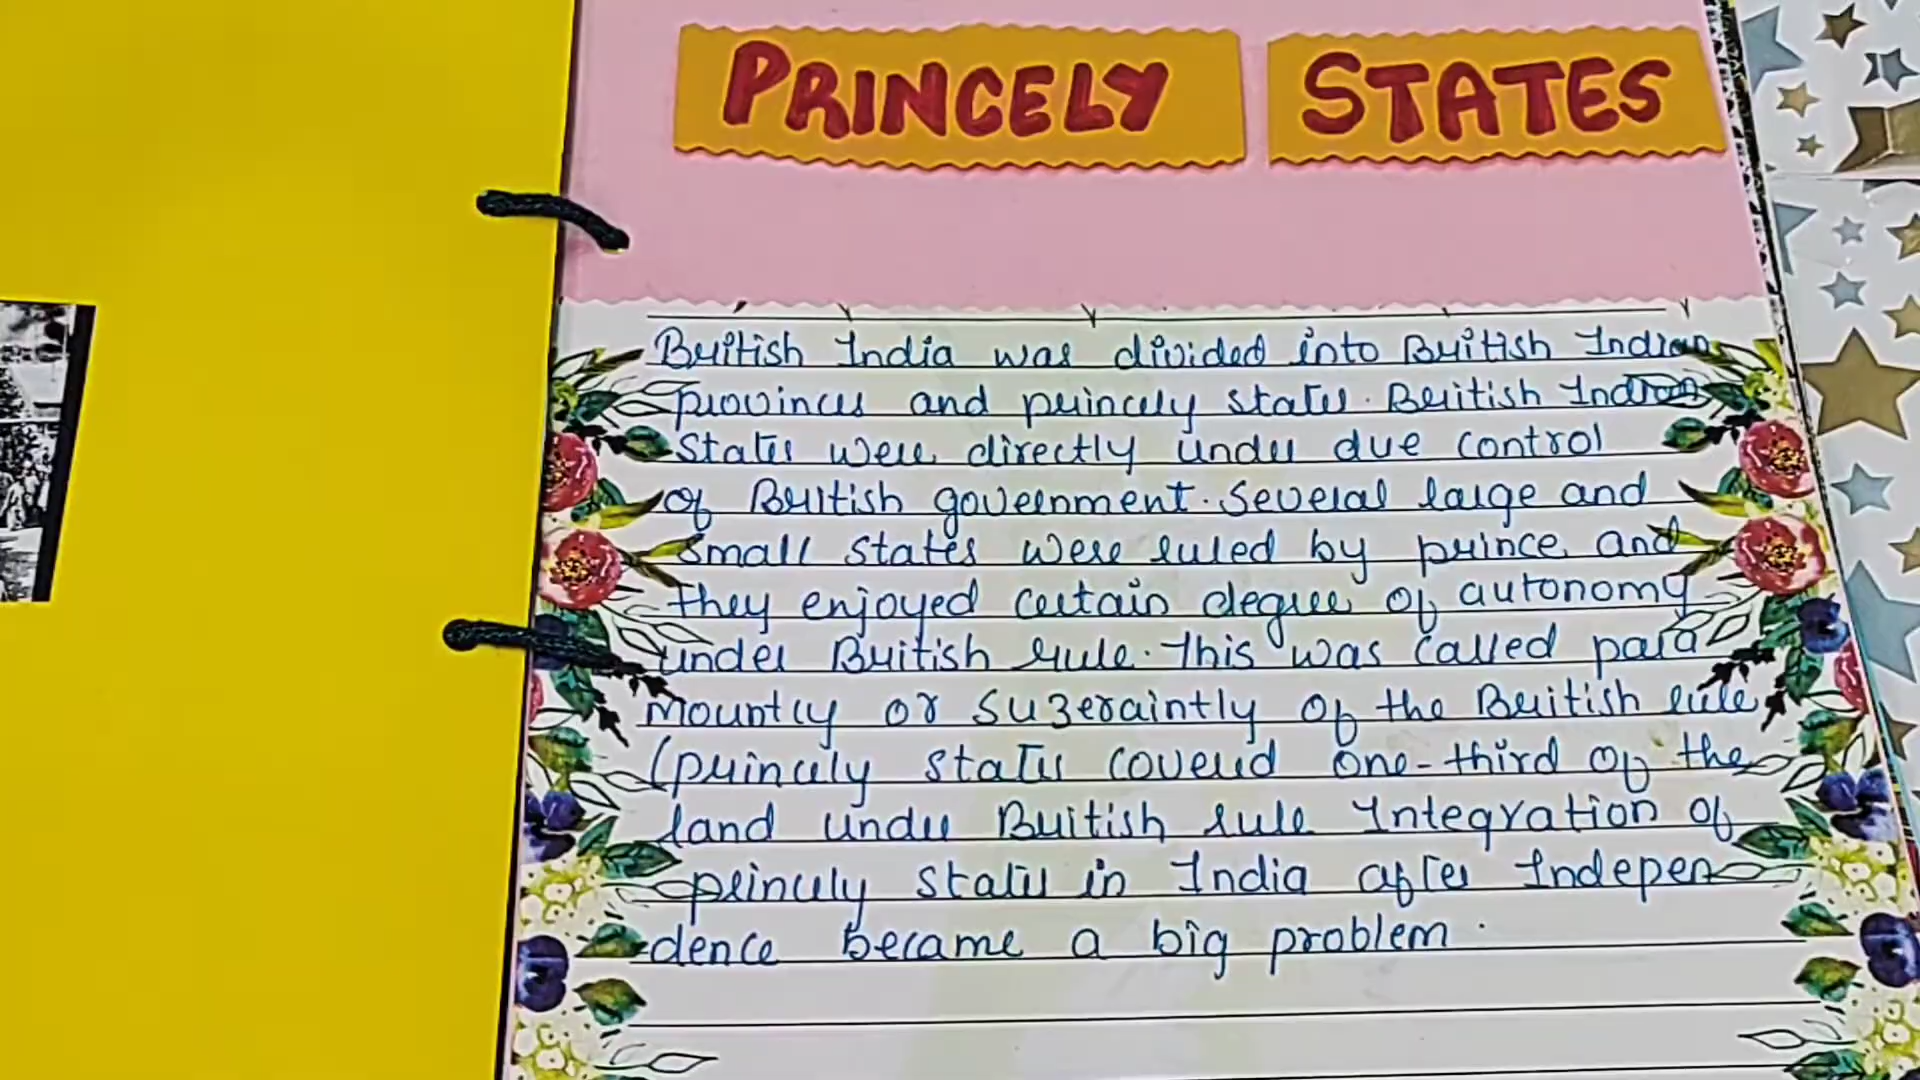 PRINCELY STATES
British India was divided into British Indian
provinces and princely states. British Indian
States were directly under due control
of British government. Several large and
small states were ruled by prince and
they enjoyed certain degree of autonomy
under British rule. This was called para
mountcy or suzeraintly of the British rule
(princely states covered one-third of the
land under British rule Integration of
princely states in India after Indepen
dence became a big problem.